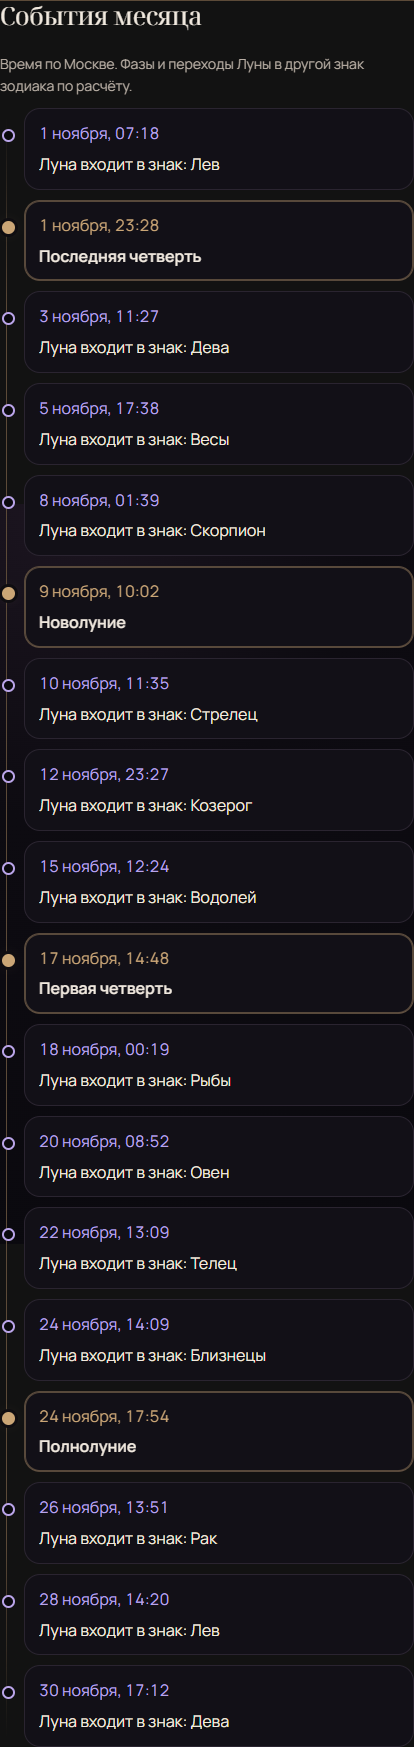 События месяца
Время по Москве. Фазы и переходы Луны в другой знак
зодиака по расчёту.
1 ноября, 07:18
Луна входит в знак: Лев
1 ноября, 23:28
Последняя четверть
3 ноября, 11:27
Луна входит в знак: Дева
5 ноября, 17:38
Луна входит в знак: Весы
8 ноября, 01:39
Луна входит в знак: Скорпион
9 ноября, 10:02
Новолуние
10 ноября, 11:35
Луна входит в знак: Стрелец
12 ноября, 23:27
Луна входит в знак: Козерог
15 ноября, 12:24
Луна входит в знак: Водолей
17 ноября, 14:48
Первая четверть
18 ноября, 00:19
Луна входит в знак: Рыбы
20 ноября, 08:52
Луна входит в знак: Овен
22 ноября, 13:09
Луна входит в знак: Телец
24 ноября, 14:09
Луна входит в знак: Близнецы
24 ноября, 17:54
Полнолуние
26 ноября, 13:51
Луна входит в знак: Рак
28 ноября, 14:20
Луна входит в знак: Лев
30 ноября, 17:12
Луна входит в знак: Дева